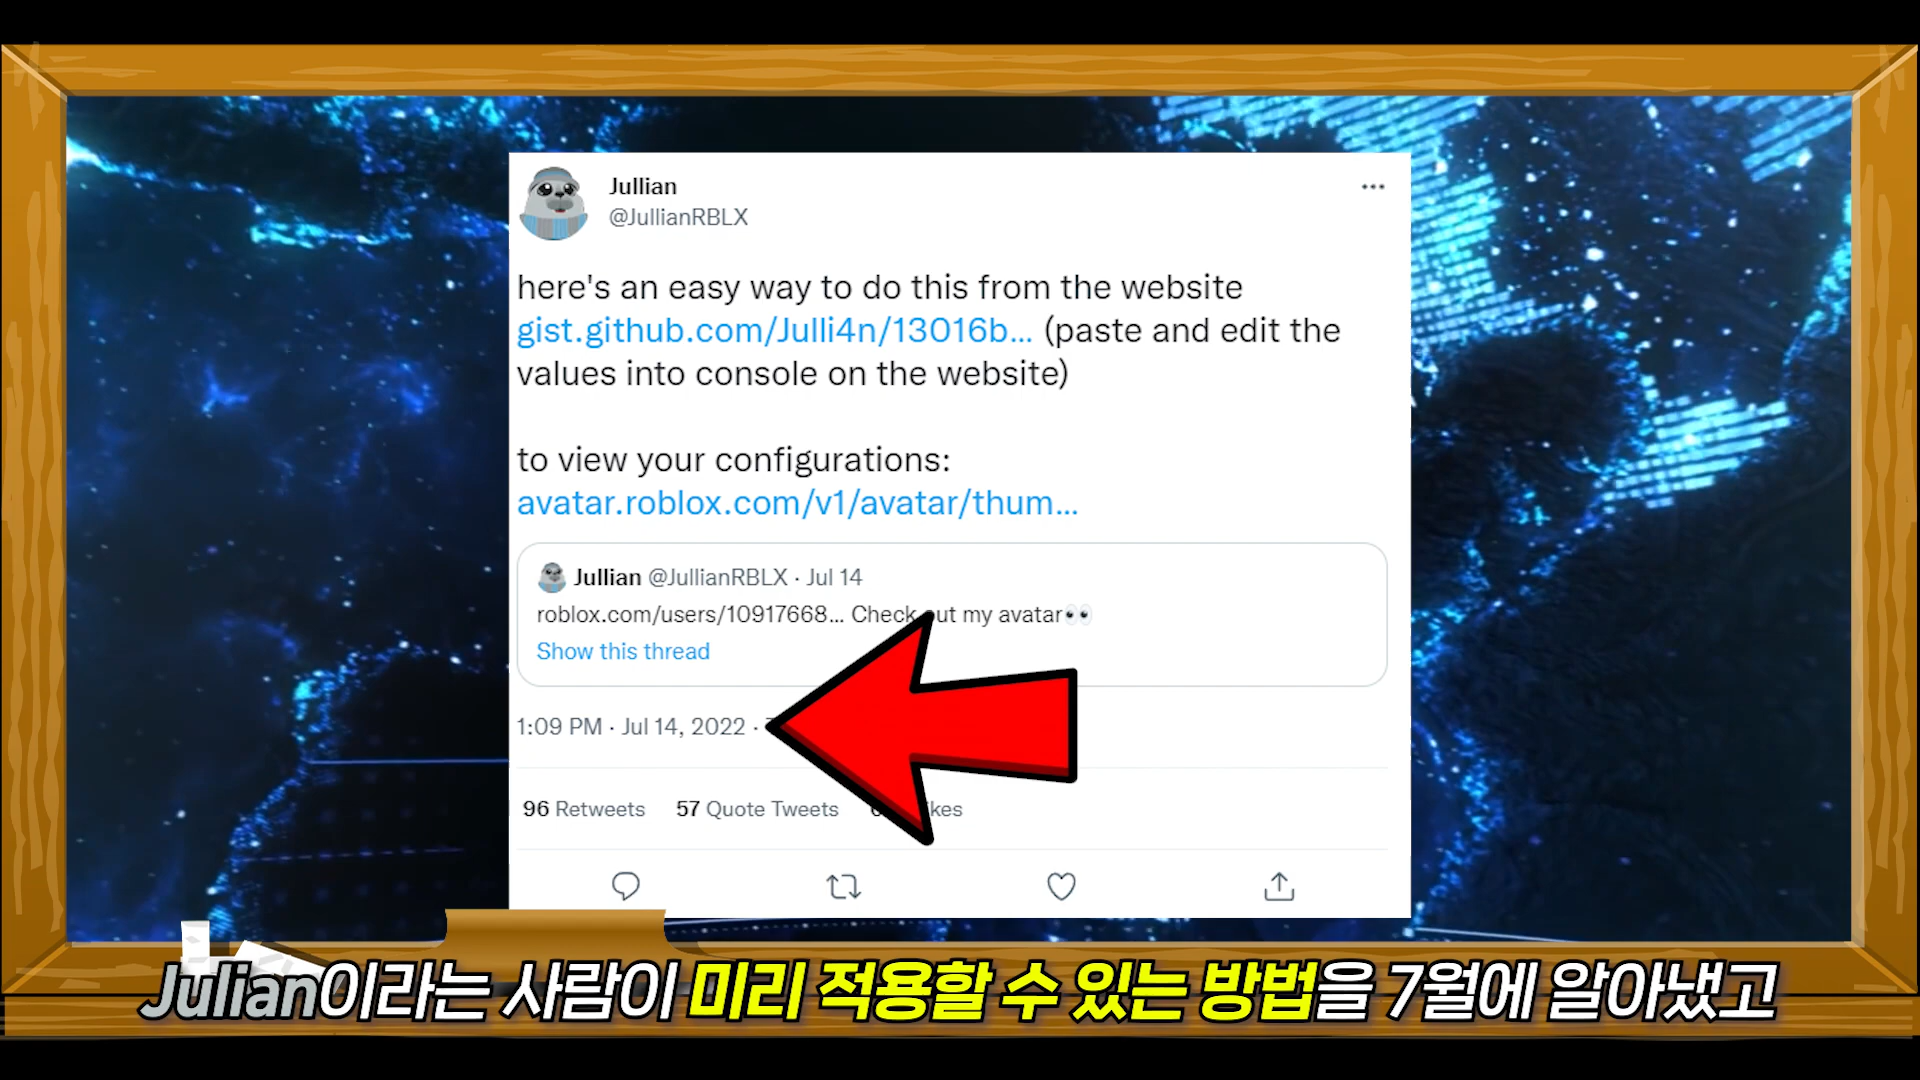 Jullian
@JullianRBLX
here's an easy way to do this from the website
gist.github.com/Julli4n/13016b... (paste and edit the
values into console on the website)
to view your configurations:
avatar.roblox.com/v1/avatar/thum...
Jullian @JullianRBLX · Jul 14
roblox.com/users/10917668... Check out my avatar👀
Show this thread
1:09 PM · Jul 14, 2022 ·
96 Retweets 57 Quote Tweets
Julian이라는 사람이 미리 적용할 수 있는 방법을 7월에 알아냈고